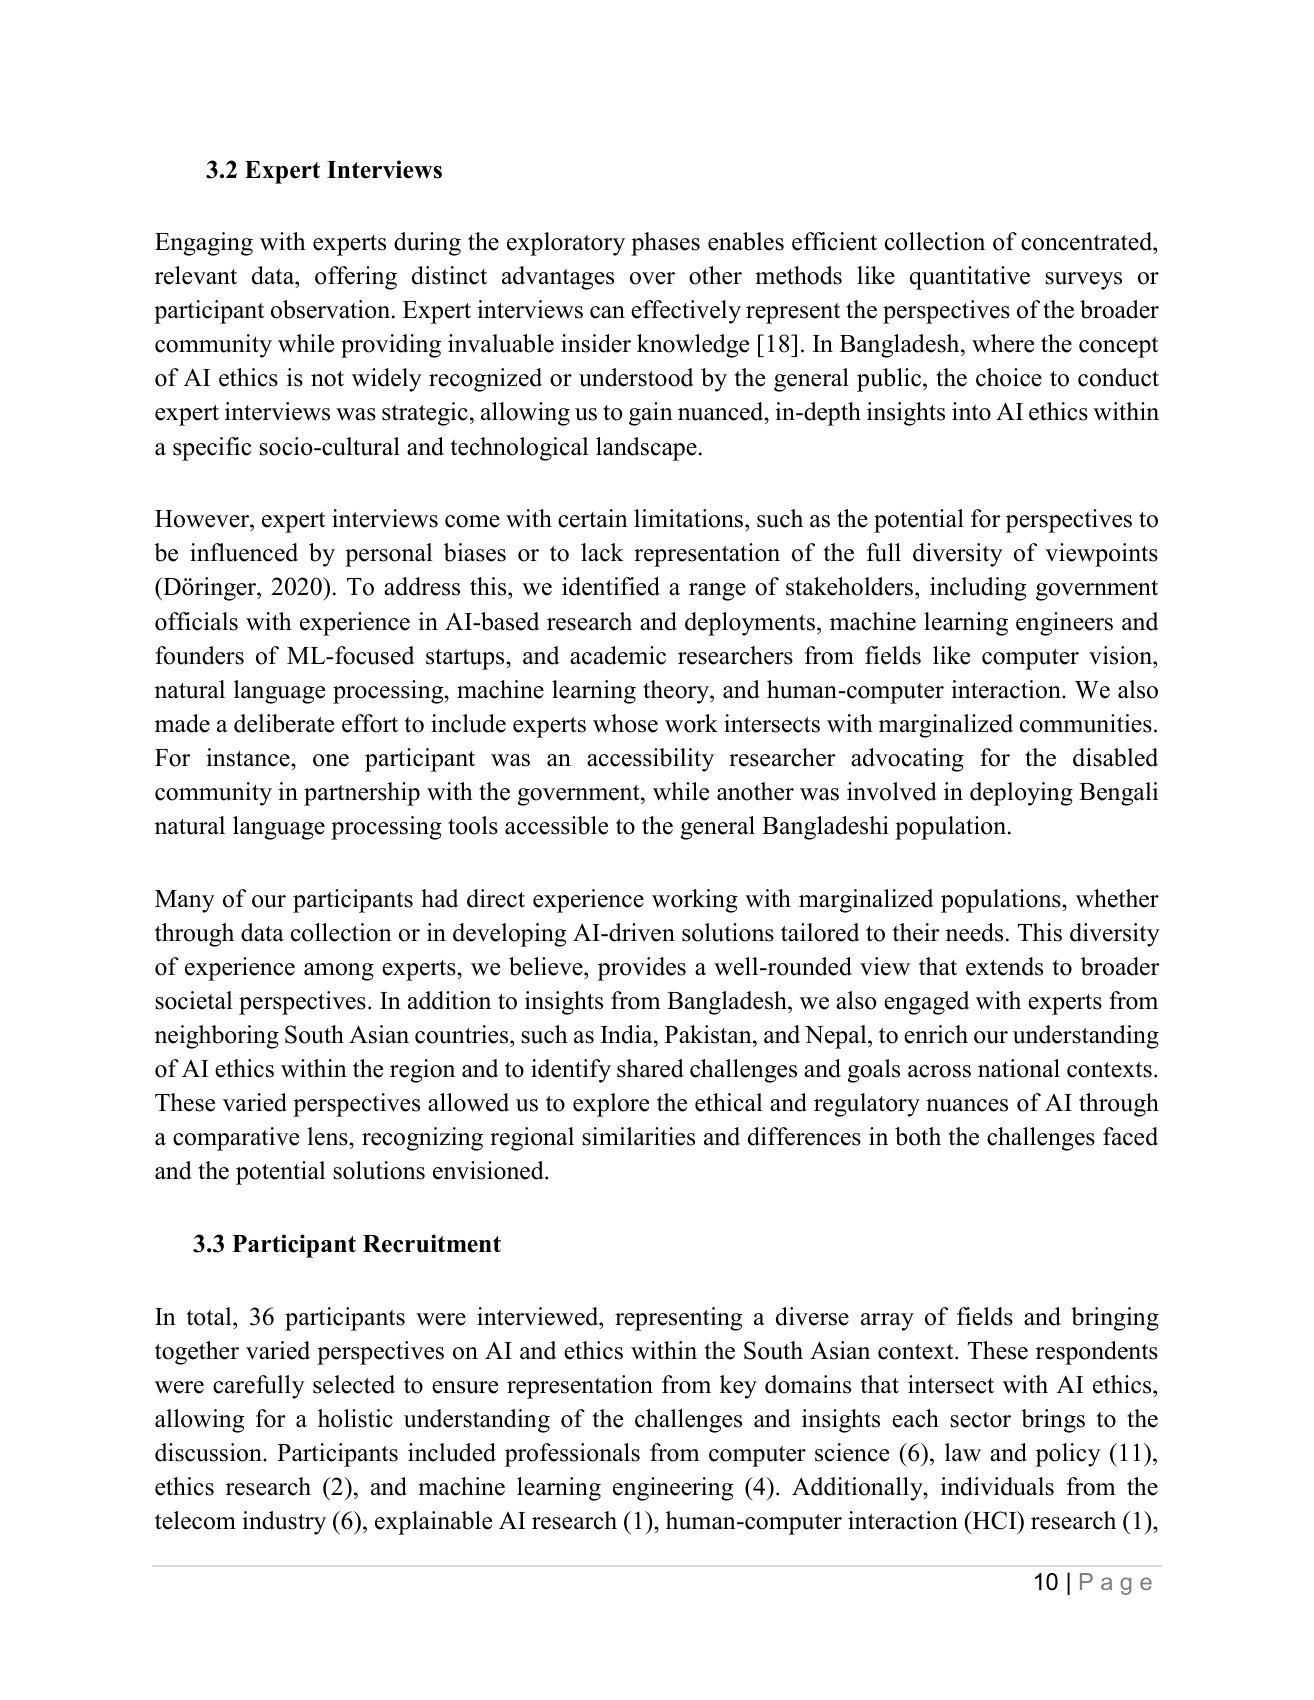 3.2 Expert Interviews
Engaging with experts during the exploratory phases enables efficient collection of concentrated,
relevant data, offering distinct advantages over other methods like quantitative surveys or
participant observation. Expert interviews can effectively represent the perspectives of the broader
community while providing invaluable insider knowledge [18]. In Bangladesh, where the concept
of AI ethics is not widely recognized or understood by the general public, the choice to conduct
expert interviews was strategic, allowing us to gain nuanced, in-depth insights into AI ethics within
a specific socio-cultural and technological landscape.
However, expert interviews come with certain limitations, such as the potential for perspectives to
be influenced by personal biases or to lack representation of the full diversity of viewpoints
(Döringer, 2020). To address this, we identified a range of stakeholders, including government
officials with experience in AI-based research and deployments, machine learning engineers and
founders of ML-focused startups, and academic researchers from fields like computer vision,
natural language processing, machine learning theory, and human-computer interaction. We also
made a deliberate effort to include experts whose work intersects with marginalized communities.
For instance, one participant was an accessibility researcher advocating for the disabled
community in partnership with the government, while another was involved in deploying Bengali
natural language processing tools accessible to the general Bangladeshi population.
Many of our participants had direct experience working with marginalized populations, whether
through data collection or in developing AI-driven solutions tailored to their needs. This diversity
of experience among experts, we believe, provides a well-rounded view that extends to broader
societal perspectives. In addition to insights from Bangladesh, we also engaged with experts from
neighboring South Asian countries, such as India, Pakistan, and Nepal, to enrich our understanding
of AI ethics within the region and to identify shared challenges and goals across national contexts.
These varied perspectives allowed us to explore the ethical and regulatory nuances of AI through
a comparative lens, recognizing regional similarities and differences in both the challenges faced
and the potential solutions envisioned.
3.3 Participant Recruitment
In total, 36 participants were interviewed, representing a diverse array of fields and bringing
together varied perspectives on AI and ethics within the South Asian context. These respondents
were carefully selected to ensure representation from key domains that intersect with AI ethics,
allowing for a holistic understanding of the challenges and insights each sector brings to the
discussion. Participants included professionals from computer science (6), law and policy (11),
ethics research (2), and machine learning engineering (4). Additionally, individuals from the
telecom industry (6), explainable AI research (1), human-computer interaction (HCI) research (1),
10 | Page